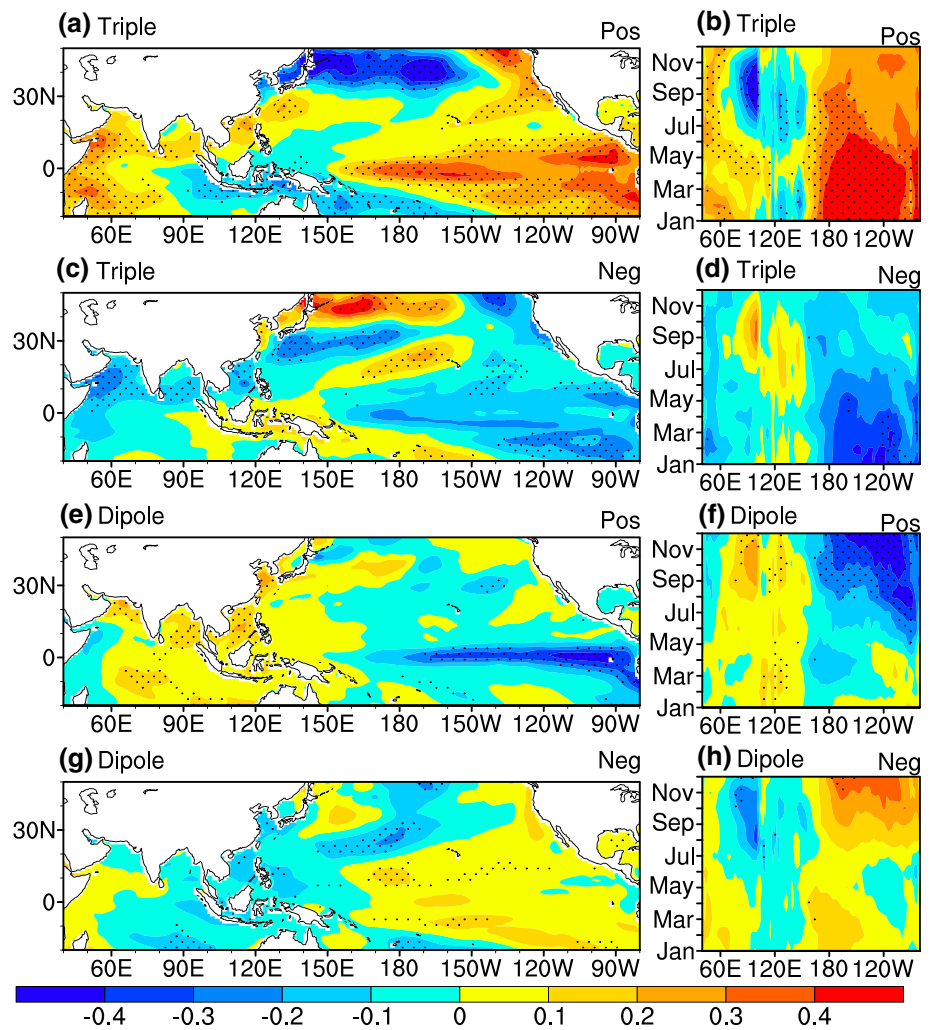 (a) Triple Pos
30N
0
60E 90E 120E 150E 180 150W 120W 90W
(b) Triple Pos
Nov
Sep
Jul
May
Mar
Jan
60E 120E 180 120W
(c) Triple Neg
30N
0
60E 90E 120E 150E 180 150W 120W 90W
(d) Triple Neg
Nov
Sep
Jul
May
Mar
Jan
60E 120E 180 120W
(e) Dipole Pos
30N
0
60E 90E 120E 150E 180 150W 120W 90W
(f) Dipole Pos
Nov
Sep
Jul
May
Mar
Jan
60E 120E 180 120W
(g) Dipole Neg
30N
0
60E 90E 120E 150E 180 150W 120W 90W
(h) Dipole Neg
Nov
Sep
Jul
May
Mar
Jan
60E 120E 180 120W
-0.4 -0.3 -0.2 -0.1 0 0.1 0.2 0.3 0.4